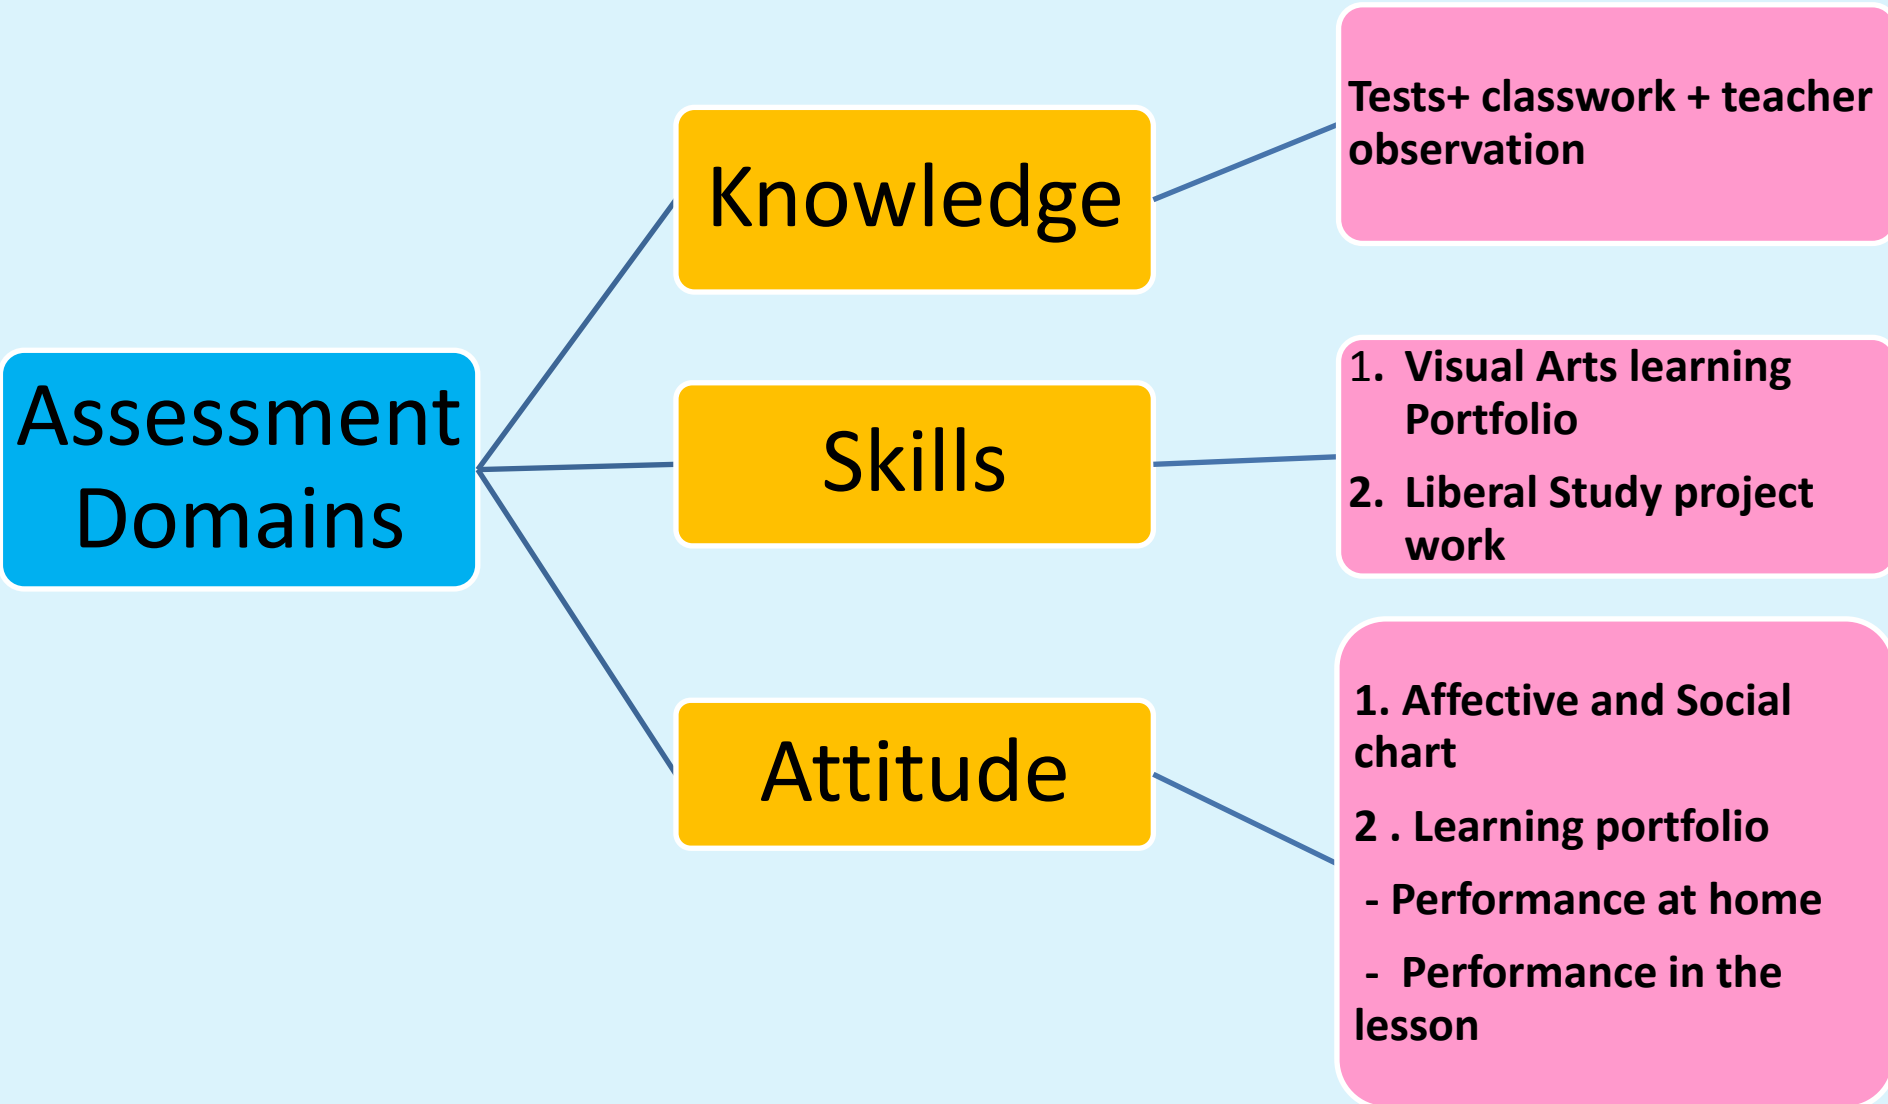 Assessment
Domains
Knowledge
Tests+ classwork + teacher
observation
Skills
1. Visual Arts learning
Portfolio
2. Liberal Study project
work
Attitude
1. Affective and Social
chart
2 . Learning portfolio
- Performance at home
- Performance in the
lesson